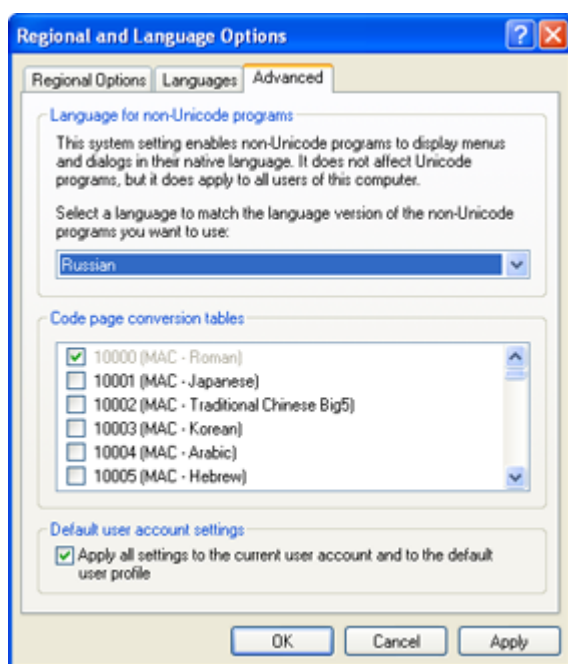 Regional and Language Options
Regional Options Languages Advanced
Language for non-Unicode programs
This system setting enables non-Unicode programs to display menus
and dialogs in their native language. It does not affect Unicode
programs, but it does apply to all users of this computer.
Select a language to match the language version of the non-Unicode
programs you want to use:
Russian
Code page conversion tables
10000 (MAC - Roman)
10001 (MAC - Japanese)
10002 (MAC - Traditional Chinese Big5)
10003 (MAC - Korean)
10004 (MAC - Arabic)
10005 (MAC - Hebrew)
Default user account settings
Apply all settings to the current user account and to the default
user profile
OK Cancel Apply